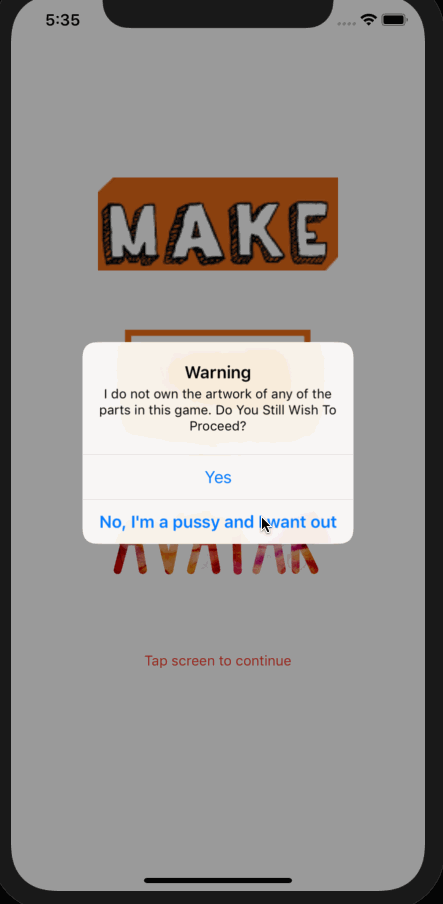 5:35
MAKE
Warning
I do not own the artwork of any of the
parts in this game. Do You Still Wish To
Proceed?
Yes
No, I'm a pussy and I want out
AVATAR
Tap screen to continue